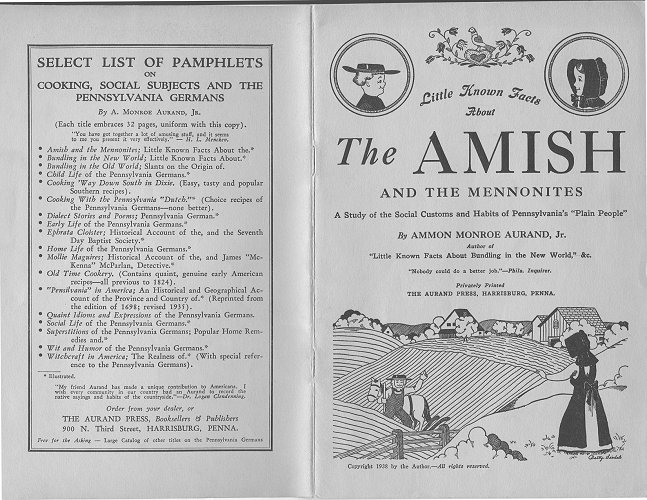 SELECT LIST OF PAMPHLETS
ON
COOKING, SOCIAL SUBJECTS AND THE
PENNSYLVANIA GERMANS
By A. MONROE AURAND, JR.
(Each title embraces 32 pages, uniform with this copy).
"You have got together a lot of amusing stuff, and it seems
to me you present it very effectively." — H. L. Mencken.
• Amish and the Mennonites; Little Known Facts about the.*
• Bundling in the New World; Little Known Facts About.*
• Bundling in the Old World; Slants on the Origin of.
• Child Life of the Pennsylvania Germans.*
• Cooking 'Way Down South in Dixie. (Easy, tasty and popular
Southern recipes).
• Cooking With the Pennsylvania "Dutch."* (Choice recipes of
the Pennsylvania Germans—none better).
• Dialect Stories and Poems; Pennsylvania German.*
• Early Life of the Pennsylvania Germans.*
• Ephrata Cloister; Historical Account of the, and the Seventh
Day Baptist Society.*
• Home Life of the Pennsylvania Germans.*
• Mollie Maguires; Historical Account of the, and James "Mc-
Kenna" McParlan, Detective.*
• Old Time Cookery. (Contains quaint, genuine early American
recipes—all previous to 1824).
• "Pensilvania" in America; An Historical and Geographical Ac-
count of the Province and Country of.* (Reprinted from
the edition of 1698; revised 1931).
• Quaint Idioms and Expressions of the Pennsylvania Germans.
• Social Life of the Pennsylvania Germans.*
• Superstitions of the Pennsylvania Germans; Popular Home Rem-
edies and.*
• Wit and Humor of the Pennsylvania Germans.*
• Witchcraft in America; The Realness of.* (With special refer-
ence to the Pennsylvania Germans).
* Illustrated.
"My friend Aurand has made a unique contribution to Americans. I
wish every community in our country had an Aurand to record the
native sayings and habits of the countryside."—Dr. Logan Clendenning.
Order from your dealer, or
THE AURAND PRESS, Booksellers & Publishers
900 N. Third Street, HARRISBURG, PENNA.
Free for the Asking — Large Catalog of other titles on the Pennsylvania Germans
Little Known Facts
About
The AMISH
AND THE MENNONITES
A Study of the Social Customs and Habits of Pennsylvania's "Plain People"
By AMMON MONROE AURAND, Jr.
Author of
"Little Known Facts About Bundling in the New World," &c.
"Nobody could do a better job."—Phila. Inquirer.
Privately Printed
THE AURAND PRESS, HARRISBURG, PENNA.
Copyright 1938 by the Author.—All rights reserved.